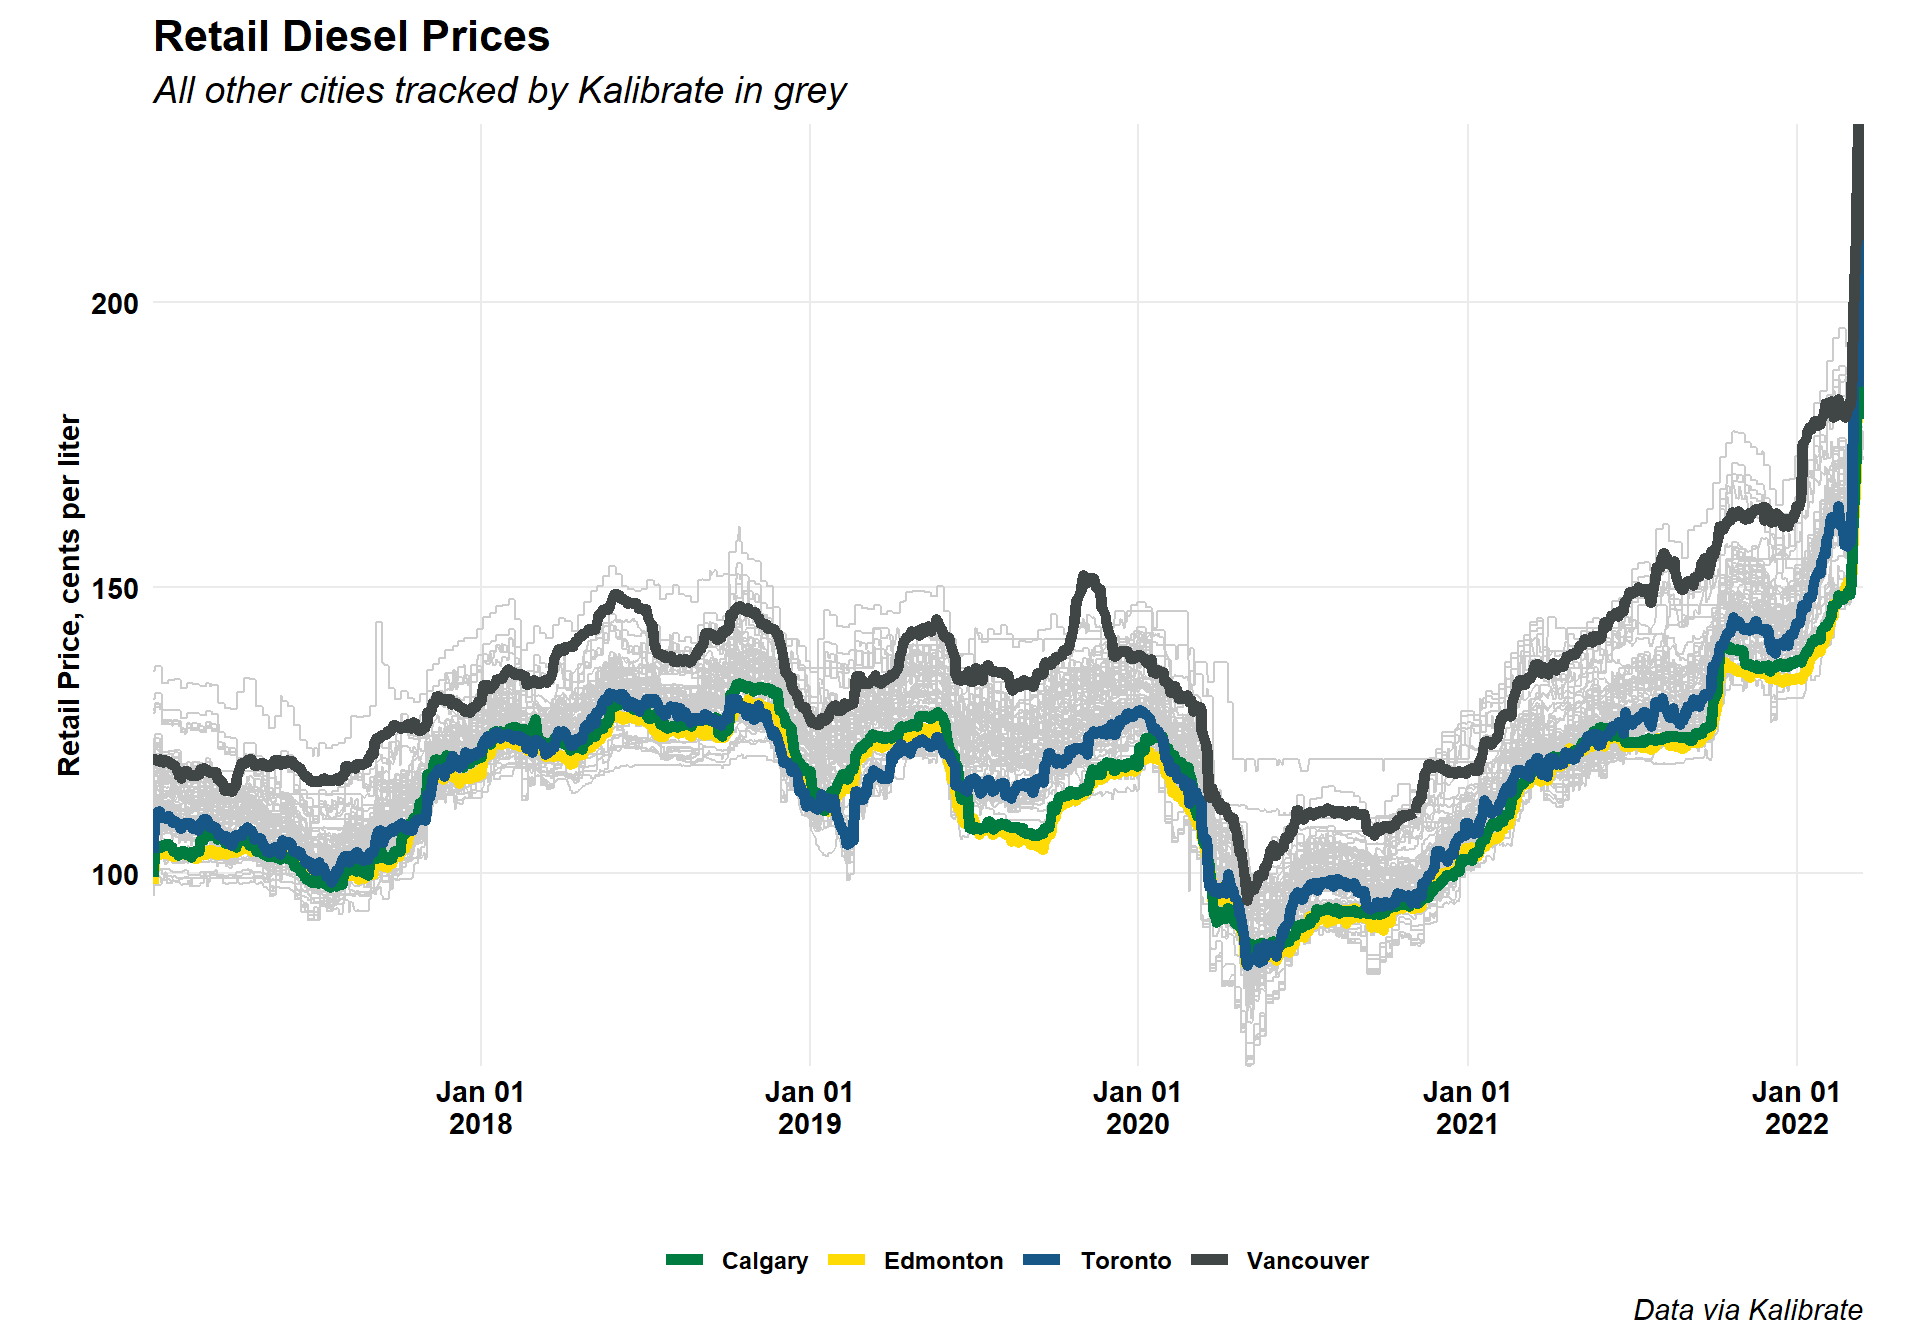 Retail Diesel Prices
All other cities tracked by Kalibrate in grey
Retail Price, cents per liter
200
150
100
Jan 01
2018
Jan 01
2019
Jan 01
2020
Jan 01
2021
Jan 01
2022
Calgary
Edmonton
Toronto
Vancouver
Data via Kalibrate